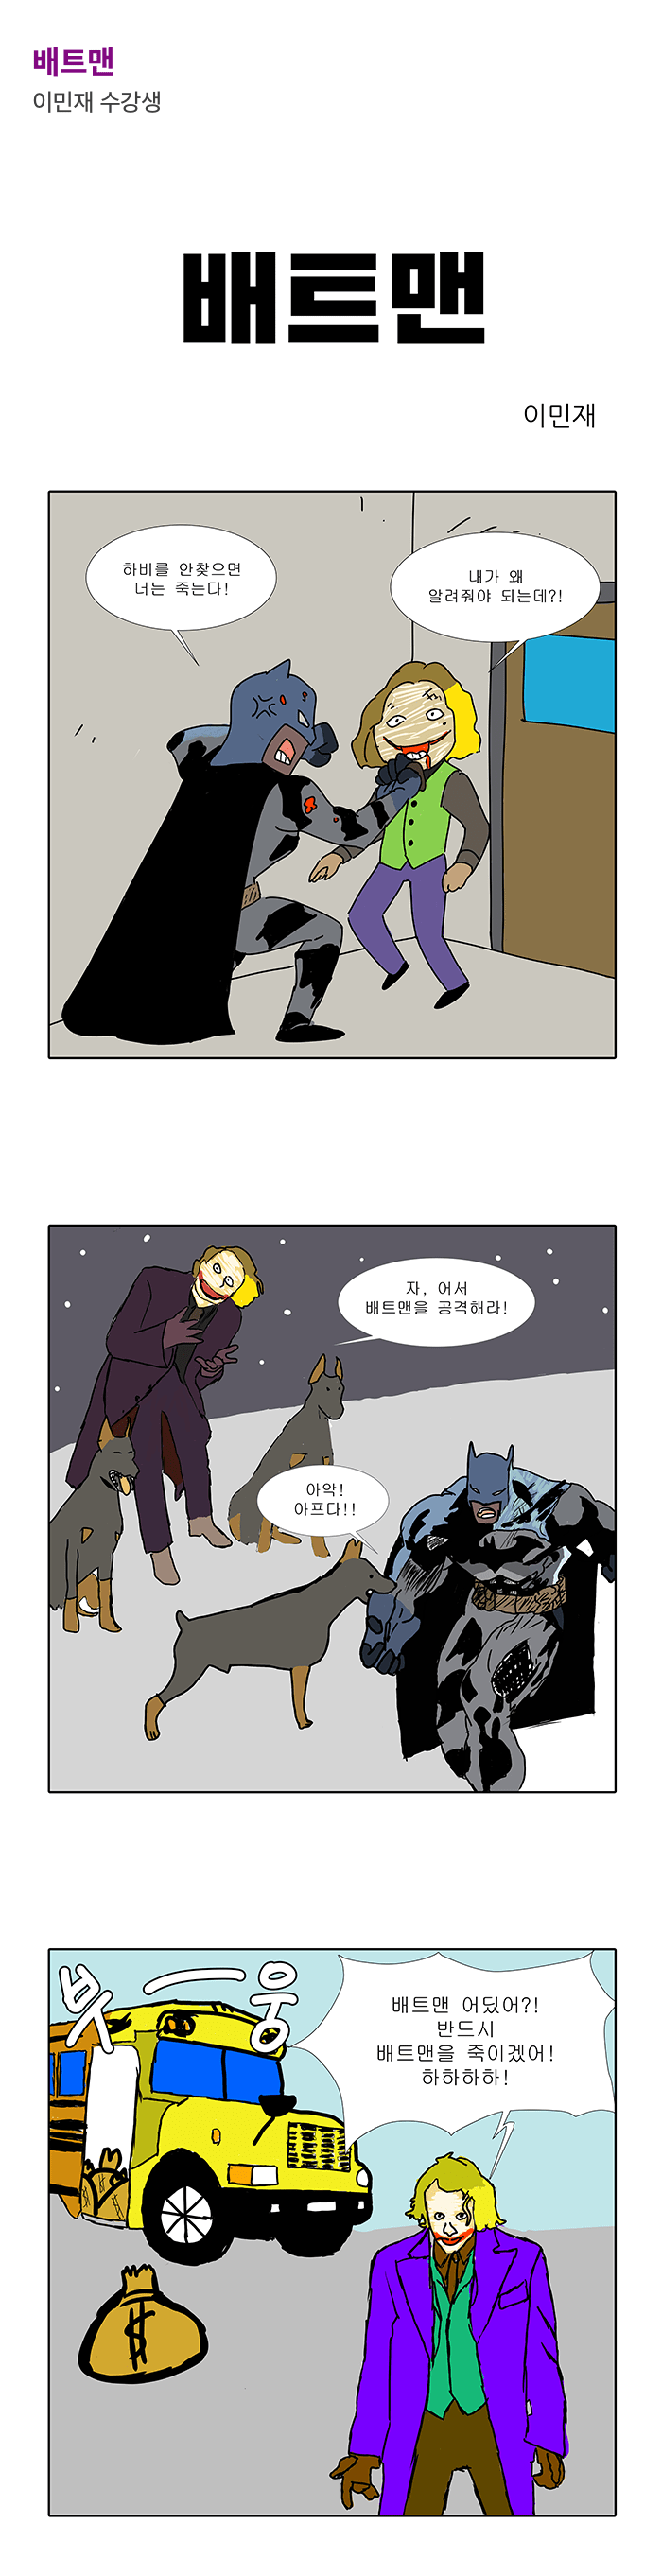 배트맨
이민재 수강생
배트맨
이민재
하비를 안찾으면
너는 죽는다!
내가 왜
알려줘야 되는데?!
자, 어서
배트맨을 공격해라!
아악!
아프다!!
부ㅡ웅
배트맨 어딨어?!
반드시
배트맨을 죽이겠어!
하하하하!